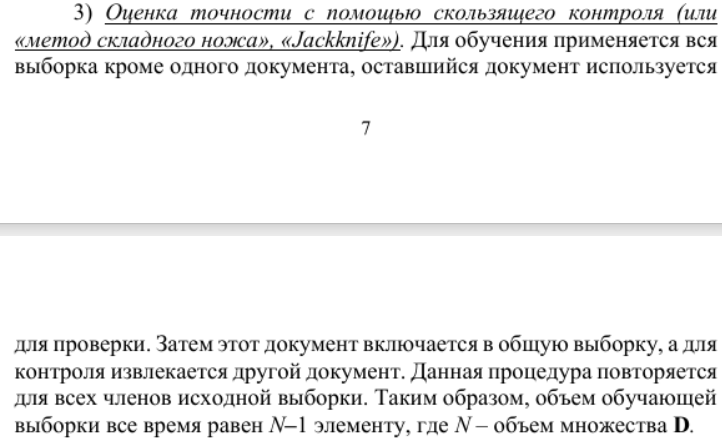 3) Оценка точности с помощью скользящего контроля (или
«метод складного ножа», «Jackknife»). Для обучения применяется вся
выборка кроме одного документа, оставшийся документ используется
7
для проверки. Затем этот документ включается в общую выборку, а для
контроля извлекается другой документ. Данная процедура повторяется
для всех членов исходной выборки. Таким образом, объем обучающей
выборки все время равен N–1 элементу, где N – объем множества D.